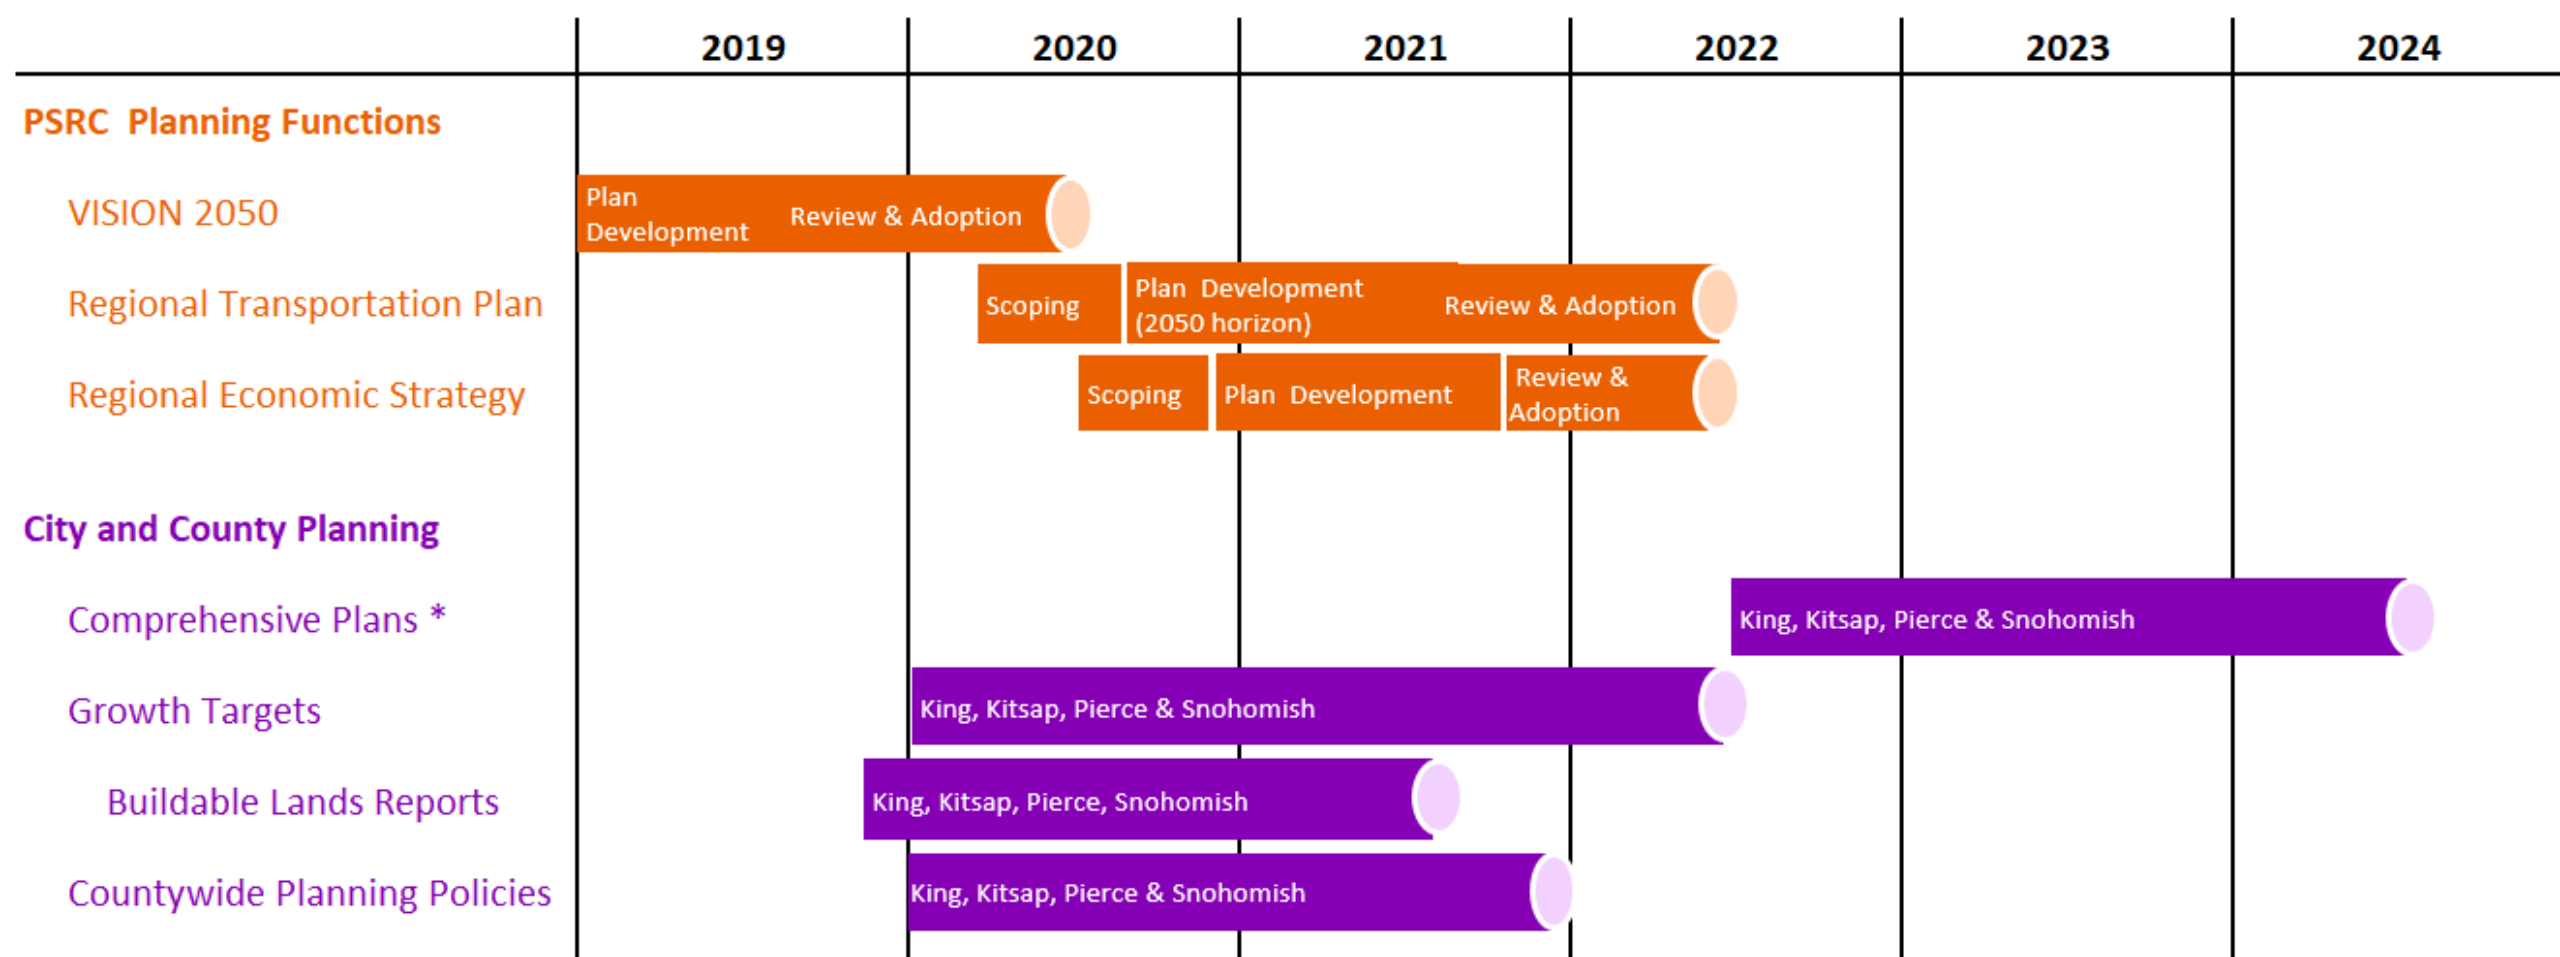 2019 2020 2021 2022 2023 2024
PSRC Planning Functions
VISION 2050
Plan
Development
Review & Adoption
Regional Transportation Plan
Scoping
Plan Development
(2050 horizon)
Review & Adoption
Regional Economic Strategy
Scoping
Plan Development
Review &
Adoption
City and County Planning
Comprehensive Plans *
King, Kitsap, Pierce & Snohomish
Growth Targets
King, Kitsap, Pierce & Snohomish
Buildable Lands Reports
King, Kitsap, Pierce, Snohomish
Countywide Planning Policies
King, Kitsap, Pierce & Snohomish